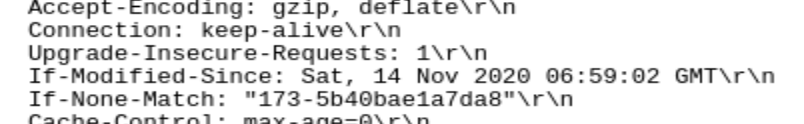 Accept-Encoding: gzip, deflate\r\n
Connection: keep-alive\r\n
Upgrade-Insecure-Requests: 1\r\n
If-Modified-Since: Sat, 14 Nov 2020 06:59:02 GMT\r\n
If-None-Match: "173-5b40bae1a7da8"\r\n
Cache-Control: max-age=0\r\n